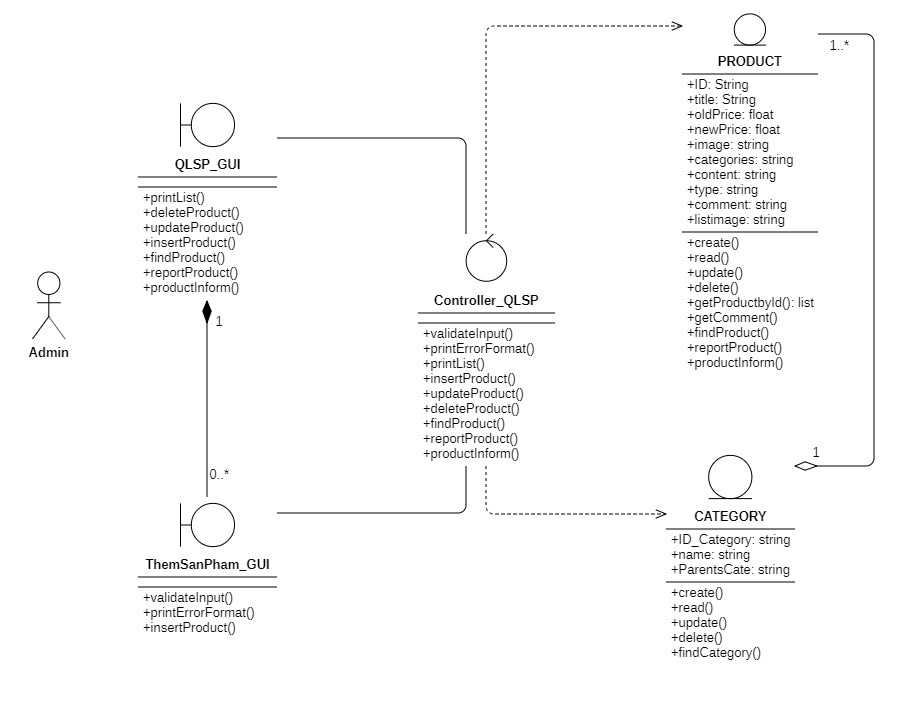 PRODUCT
1..*
+ID: String
+title: String
+oldPrice: float
+newPrice: float
+image: string
+categories: string
+content: string
+type: string
+comment: string
+listimage: string
+create()
+read()
+update()
+delete()
+getProductbyId(): list
+getComment()
+findProduct()
+reportProduct()
+productInform()
QLSP_GUI
+printList()
+deleteProduct()
+updateProduct()
+insertProduct()
+findProduct()
+reportProduct()
+productInform()
1
0..*
Admin
Controller_QLSP
+validateInput()
+printErrorFormat()
+printList()
+insertProduct()
+updateProduct()
+deleteProduct()
+findProduct()
+reportProduct()
+productInform()
1
CATEGORY
+ID_Category: string
+name: string
+ParentsCate: string
+create()
+read()
+update()
+delete()
+findCategory()
ThemSanPham_GUI
+validateInput()
+printErrorFormat()
+insertProduct()